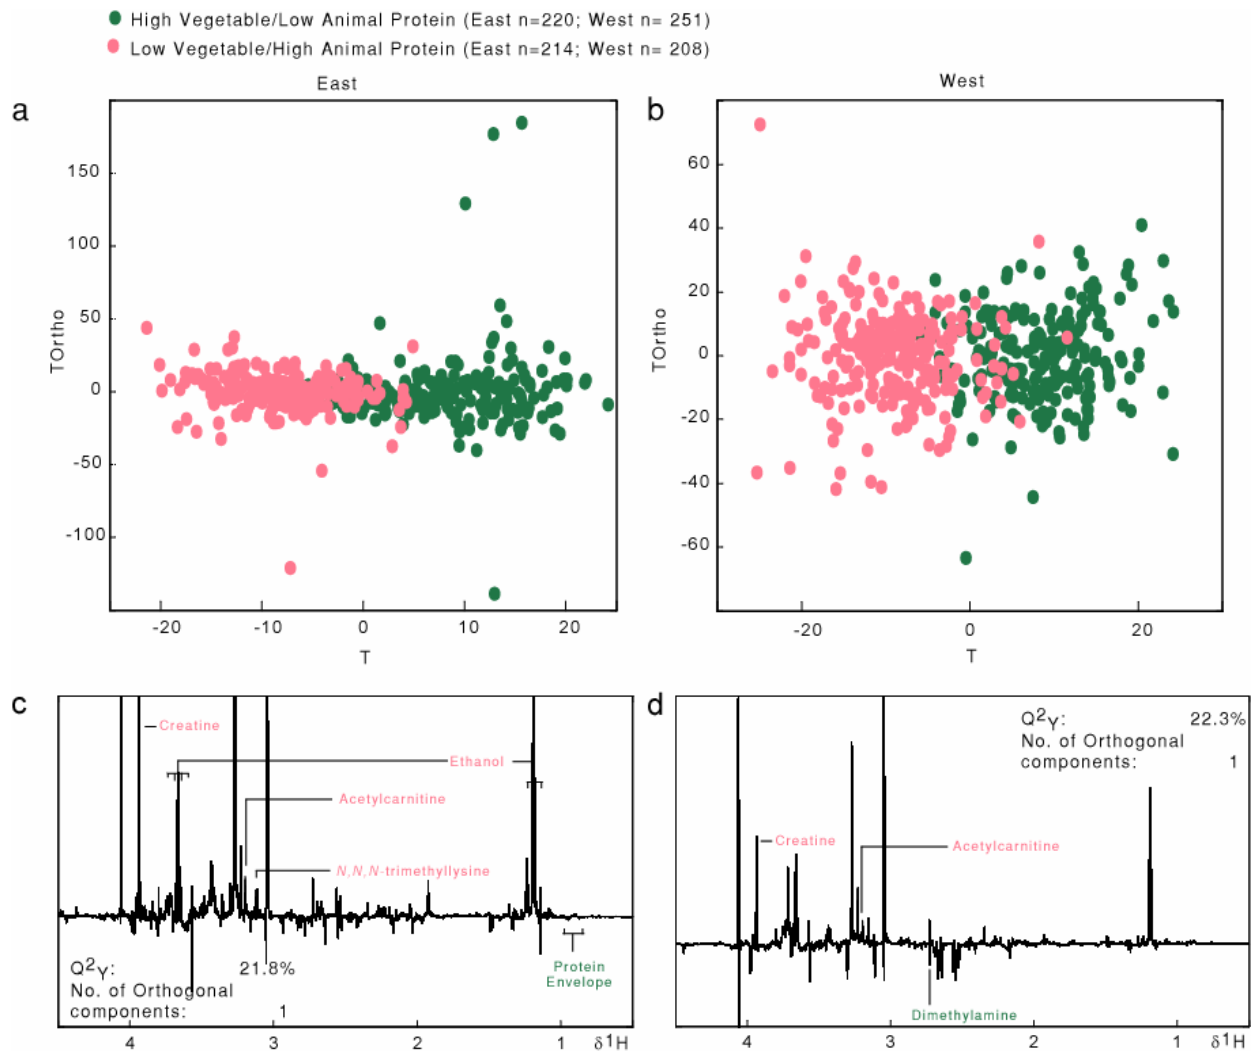 High Vegetable/Low Animal Protein (East n=220; West n= 251)
Low Vegetable/High Animal Protein (East n=214; West n= 208)
a
East
TOrtho
150
100
50
0
-50
-100
-20
-10
0
10
20
T
b
West
TOrtho
60
40
20
0
-20
-40
-60
-20
0
20
T
c
Creatine
Ethanol
Acetylcarnitine
N,N,N-trimethyllysine
Protein
Envelope
Q2Y: 21.8%
No. of Orthogonal
components: 1
4
3
2
1
δ1H
d
Q2Y: 22.3%
No. of Orthogonal
components: 1
Creatine
Acetylcarnitine
Dimethylamine
4
3
2
1
δ1H